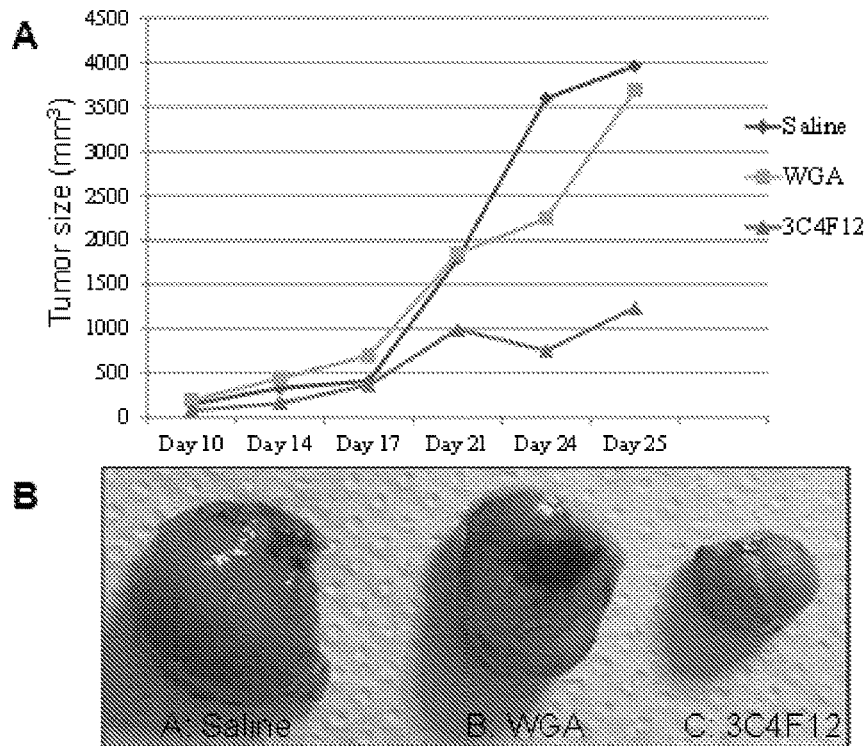 A
Tumor size (mm³)
4500
4000
3500
3000
2500
2000
1500
1000
500
0
Day 10 Day 14 Day 17 Day 21 Day 24 Day 25
Saline
WGA
3C4F12
B
A: Saline B: WGA C: 3C4F12